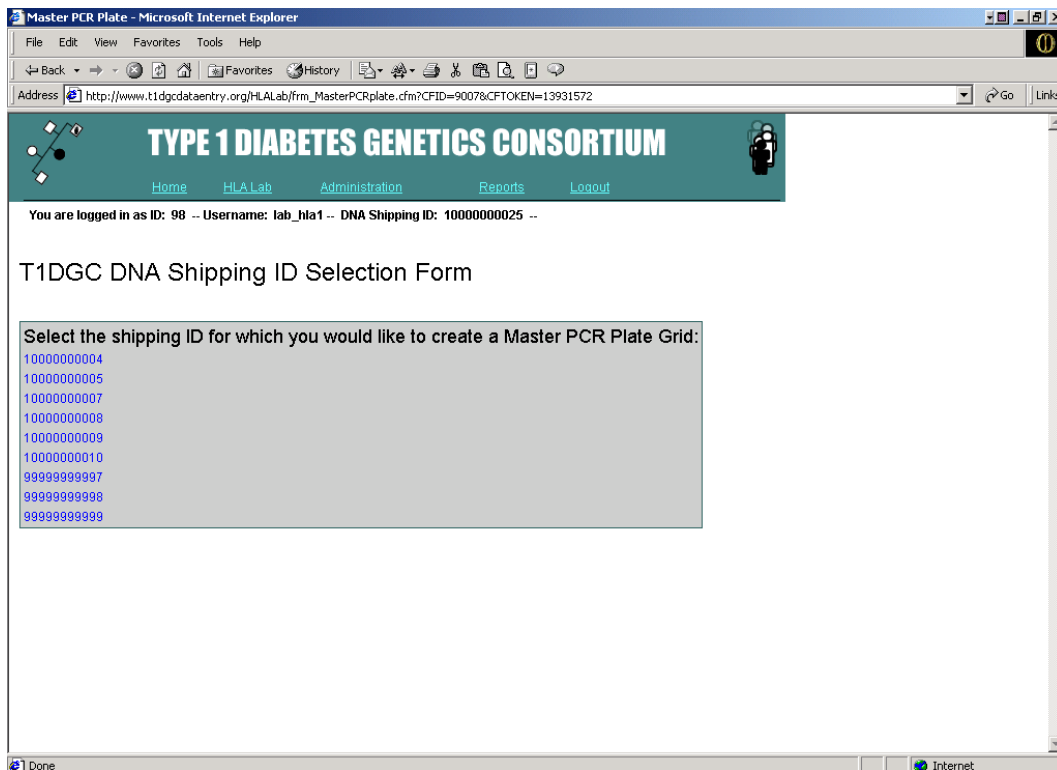 Master PCR Plate - Microsoft Internet Explorer
File Edit View Favorites Tools Help
Back Favorites History
Address http://www.t1dgcdataentry.org/HLALab/frm_MasterPCRplate.cfm?CFID=9007&CFTOKEN=13931572 Go Links
TYPE 1 DIABETES GENETICS CONSORTIUM
Home HLA Lab Administration Reports Logout
You are logged in as ID: 98 -- Username: lab_hla1 -- DNA Shipping ID: 10000000025 --
T1DGC DNA Shipping ID Selection Form
Select the shipping ID for which you would like to create a Master PCR Plate Grid:
10000000004
10000000005
10000000007
10000000008
10000000009
10000000010
99999999997
99999999998
99999999999
Done Internet